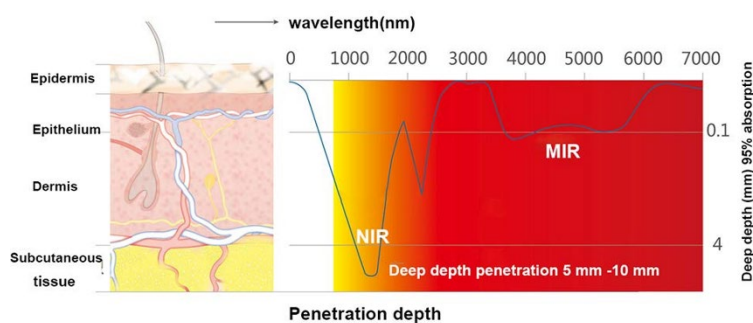 wavelength(nm)
0 1000 2000 3000 4000 5000 6000 7000
Epidermis
Epithelium
Dermis
Subcutaneous
tissue
0.1
MIR
NIR
4
Deep depth penetration 5 mm -10 mm
Deep depth (mm) 95% absorption
Penetration depth